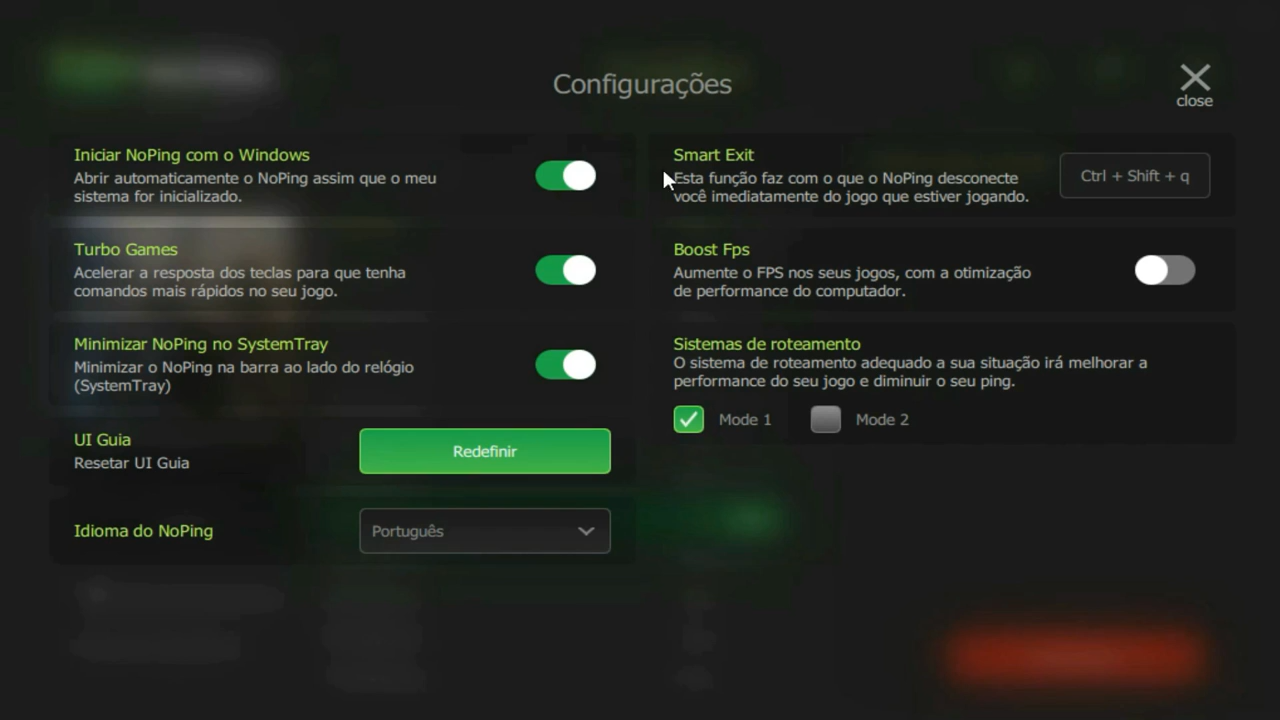 Configurações
close
Iniciar NoPing com o Windows
Abrir automaticamente o NoPing assim que o meu
sistema for inicializado.
Turbo Games
Acelerar a resposta dos teclas para que tenha
comandos mais rápidos no seu jogo.
Minimizar NoPing no SystemTray
Minimizar o NoPing na barra ao lado do relógio
(SystemTray)
UI Guia
Resetar UI Guia
Redefinir
Idioma do NoPing
Português
Smart Exit
Esta função faz com o que o NoPing desconecte
você imediatamente do jogo que estiver jogando.
Ctrl + Shift + q
Boost Fps
Aumente o FPS nos seus jogos, com a otimização
de performance do computador.
Sistemas de roteamento
O sistema de roteamento adequado a sua situação irá melhorar a
performance do seu jogo e diminuir o seu ping.
Mode 1
Mode 2